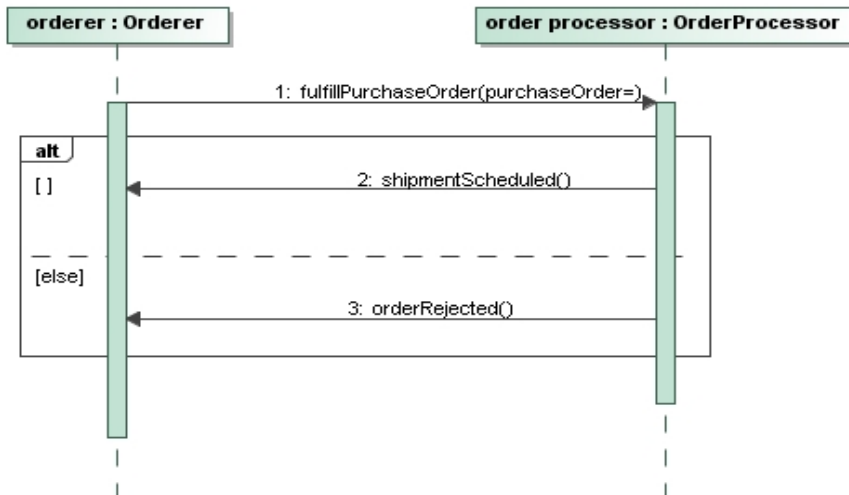 orderer : Orderer
order processor : OrderProcessor
1: fulfillPurchaseOrder(purchaseOrder=)
alt
[ ]
2: shipmentScheduled()
[else]
3: orderRejected()